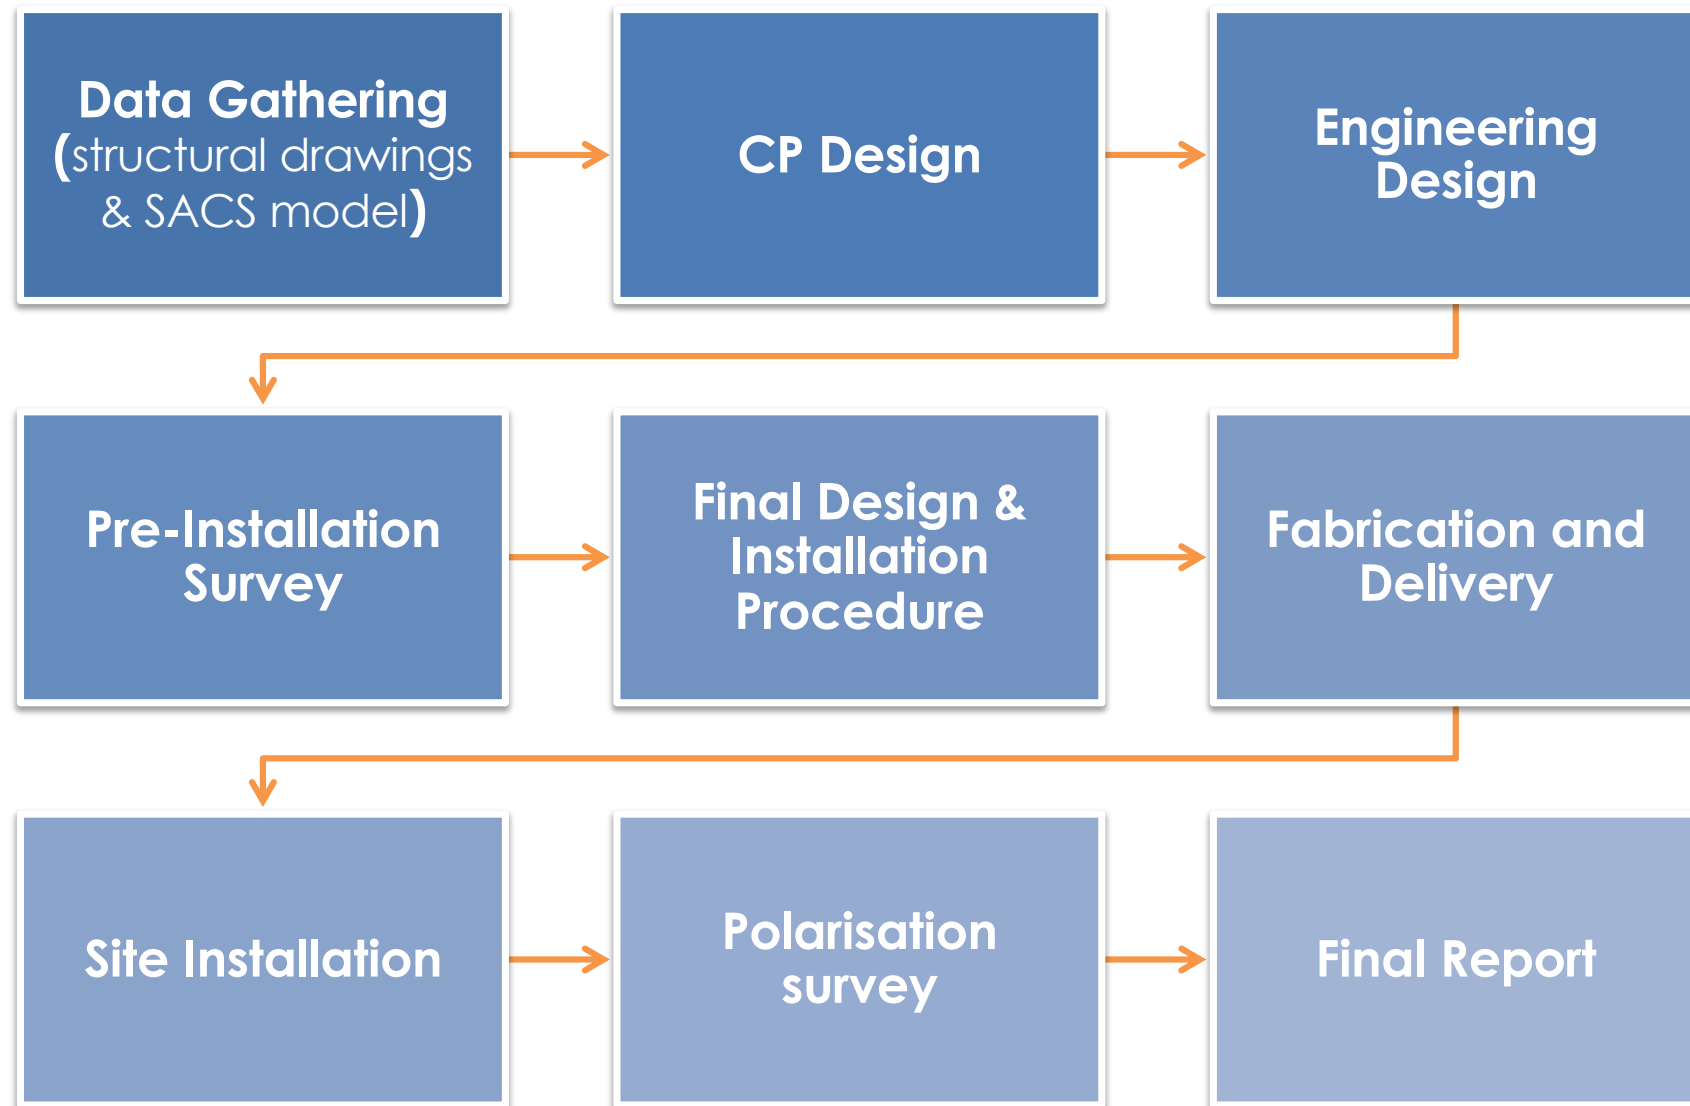 Data Gathering
(structural drawings
& SACS model)
CP Design
Engineering
Design
Pre-Installation
Survey
Final Design &
Installation
Procedure
Fabrication and
Delivery
Site Installation
Polarisation
survey
Final Report